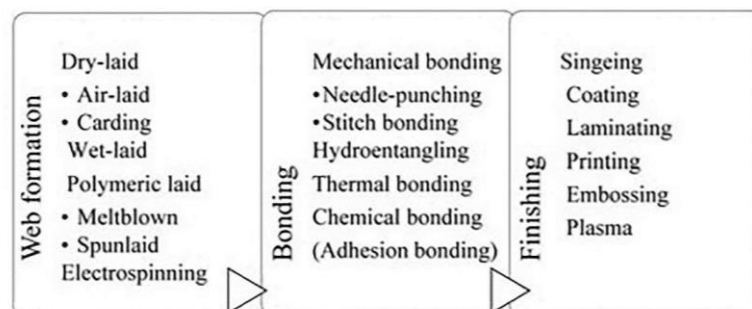 Web formation
Dry-laid
• Air-laid
• Carding
Wet-laid
Polymeric laid
• Meltblown
• Spunlaid
Electrospinning
Bonding
Mechanical bonding
•Needle-punching
•Stitch bonding
Hydroentangling
Thermal bonding
Chemical bonding
(Adhesion bonding)
Finishing
Singeing
Coating
Laminating
Printing
Embossing
Plasma